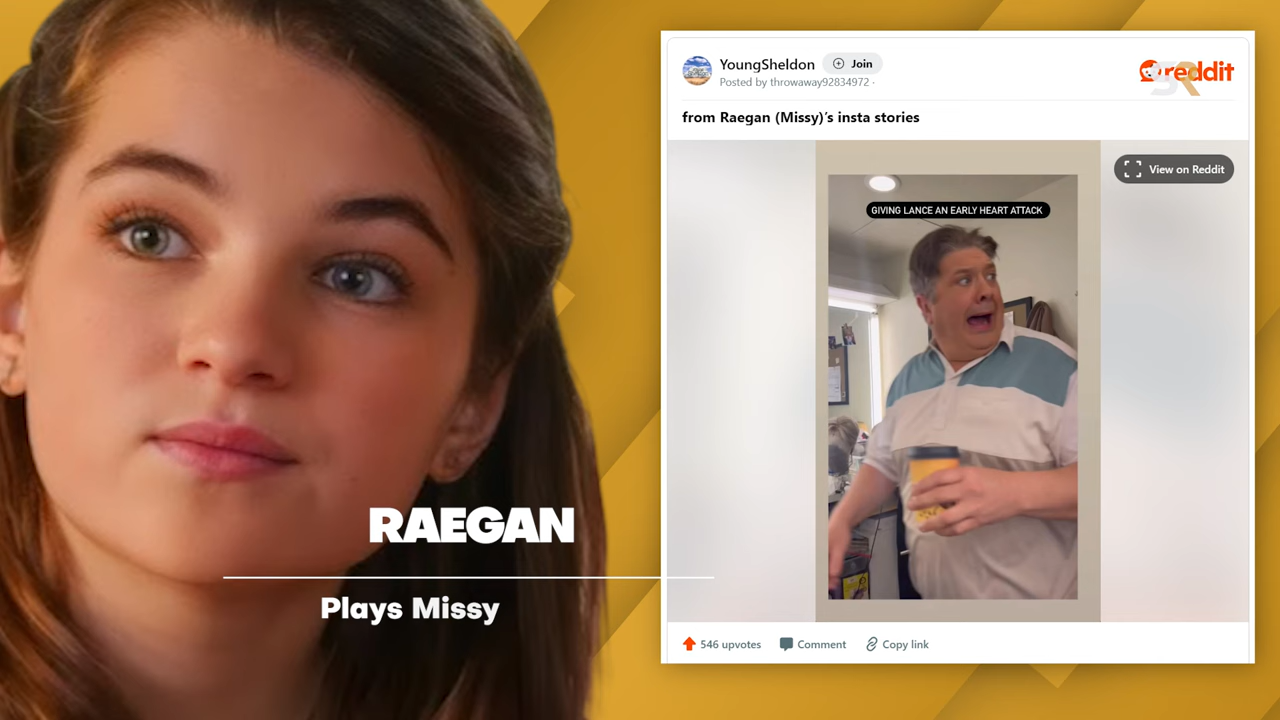 RAEGAN
Plays Missy
YoungSheldon
Join
Posted by throwaway92834972 ·
reddit
SR
from Raegan (Missy)'s insta stories
View on Reddit
GIVING LANCE AN EARLY HEART ATTACK
546 upvotes
Comment
Copy link